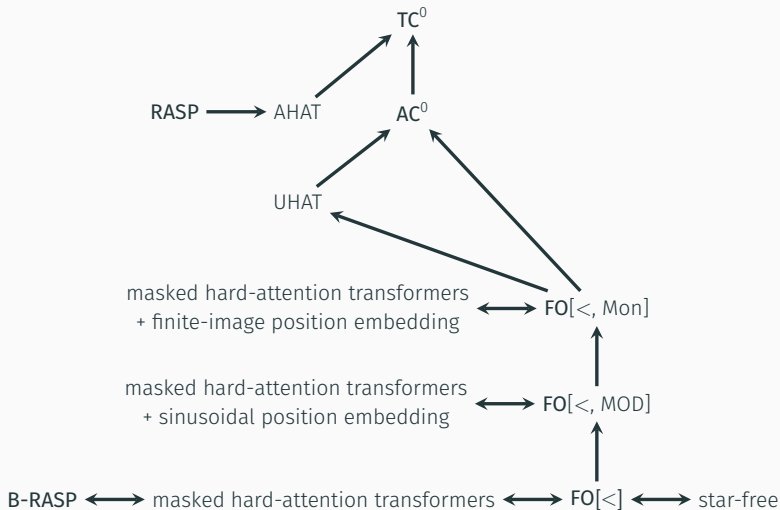 TC⁰
RASP AHAT AC⁰
UHAT
masked hard-attention transformers
+ finite-image position embedding
FO[<, Mon]
masked hard-attention transformers
+ sinusoidal position embedding
FO[<, MOD]
B-RASP masked hard-attention transformers FO[<] star-free